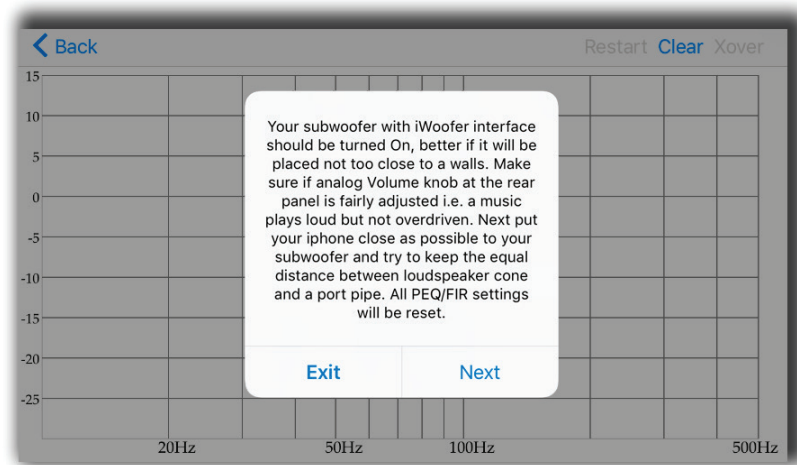 Back
Restart Clear Xover
15
10
5
0
-5
-10
-15
-20
-25
Your subwoofer with iWoofer interface
should be turned On, better if it will be
placed not too close to a walls. Make
sure if analog Volume knob at the rear
panel is fairly adjusted i.e. a music
plays loud but not overdriven. Next put
your iphone close as possible to your
subwoofer and try to keep the equal
distance between loudspeaker cone
and a port pipe. All PEQ/FIR settings
will be reset.
Exit Next
20Hz 50Hz 100Hz 500Hz